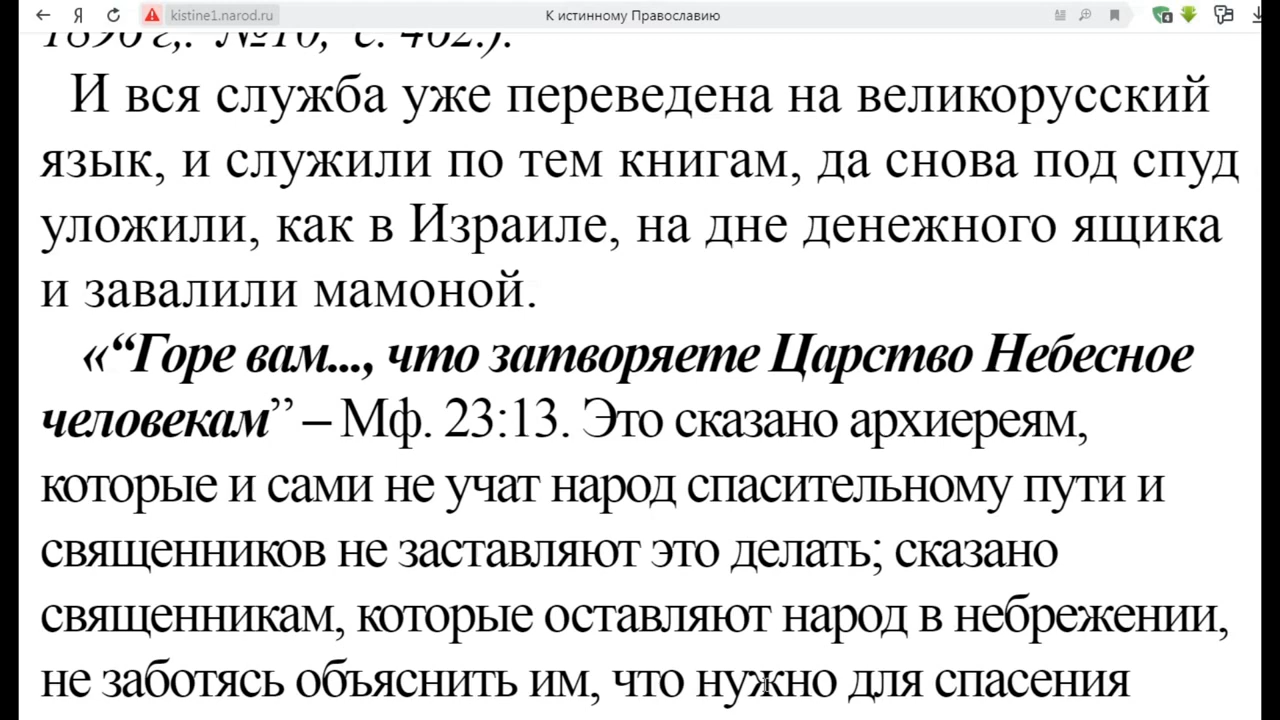 kistine1.narod.ru
К истинному Православию
1896 г,. №10, с. 402.).
И вся служба уже переведена на великорусский
язык, и служили по тем книгам, да снова под спуд
уложили, как в Израиле, на дне денежного ящика
и завалили мамоной.
«“Горе вам..., что затворяете Царство Небесное
человекам” – Мф. 23:13. Это сказано архиереям,
которые и сами не учат народ спасительному пути и
священников не заставляют это делать; сказано
священникам, которые оставляют народ в небрежении,
не заботясь объяснить им, что нужно для спасения